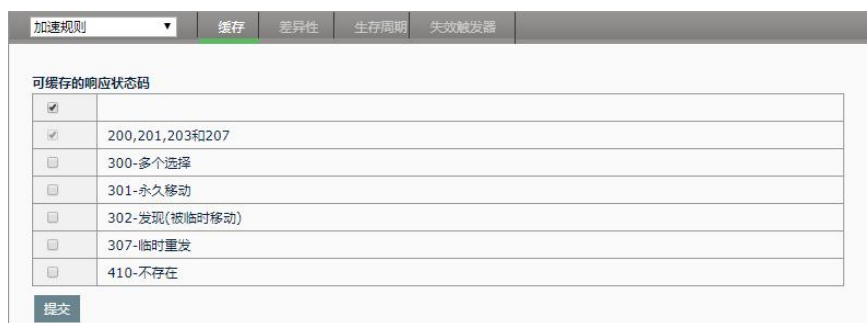 加速规则 缓存 差异性 生存周期 失效触发器
可缓存的响应状态码
200,201,203和207
300-多个选择
301-永久移动
302-发现(被临时移动)
307-临时重发
410-不存在
提交